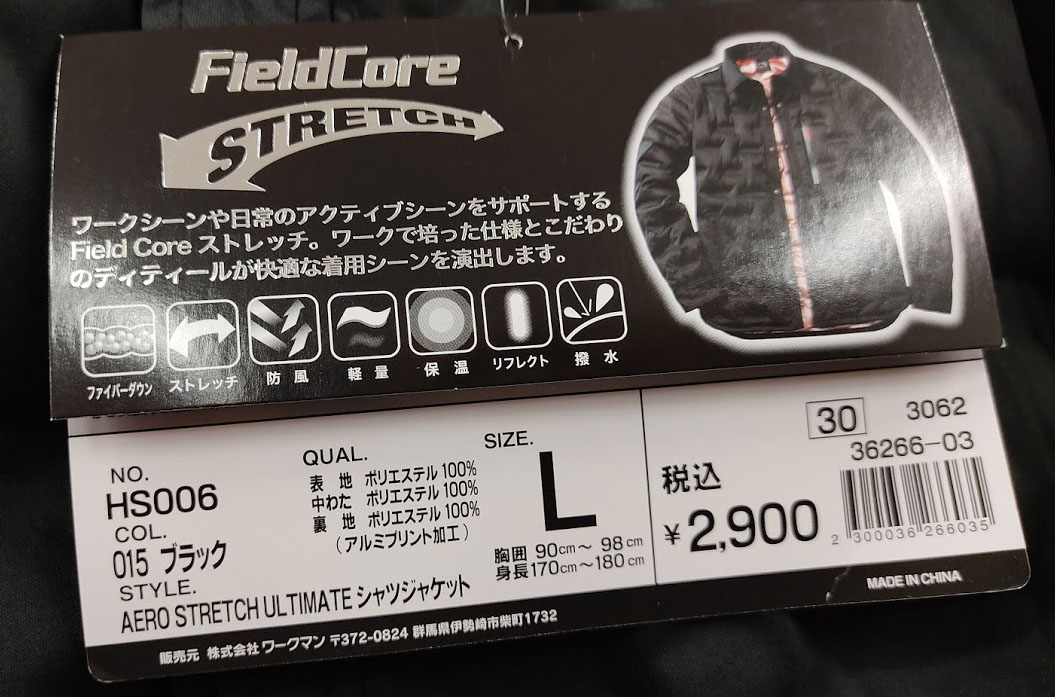 FieldCore
STRETCH
ワークシーンや日常のアクティブシーンをサポートする
Field Core ストレッチ。ワークで培った仕様とこだわり
のディティールが快適な着用シーンを演出します。
ファイバーダウン ストレッチ 防風 軽量 保温 リフレクト 撥水
NO.
HS006
COL.
015 ブラック
STYLE.
AERO STRETCH ULTIMATE シャツジャケット
QUAL.
表 地 ポリエステル 100%
中わた ポリエステル 100%
裏 地 ポリエステル 100%
(アルミプリント加工)
SIZE.
L
胸囲 90cm～ 98cm
身長170cm～180cm
30 3062
36266-03
税込
¥2,900
2 300036 266035
MADE IN CHINA
販売元 株式会社 ワークマン 〒372-0824 群馬県伊勢崎市柴町1732